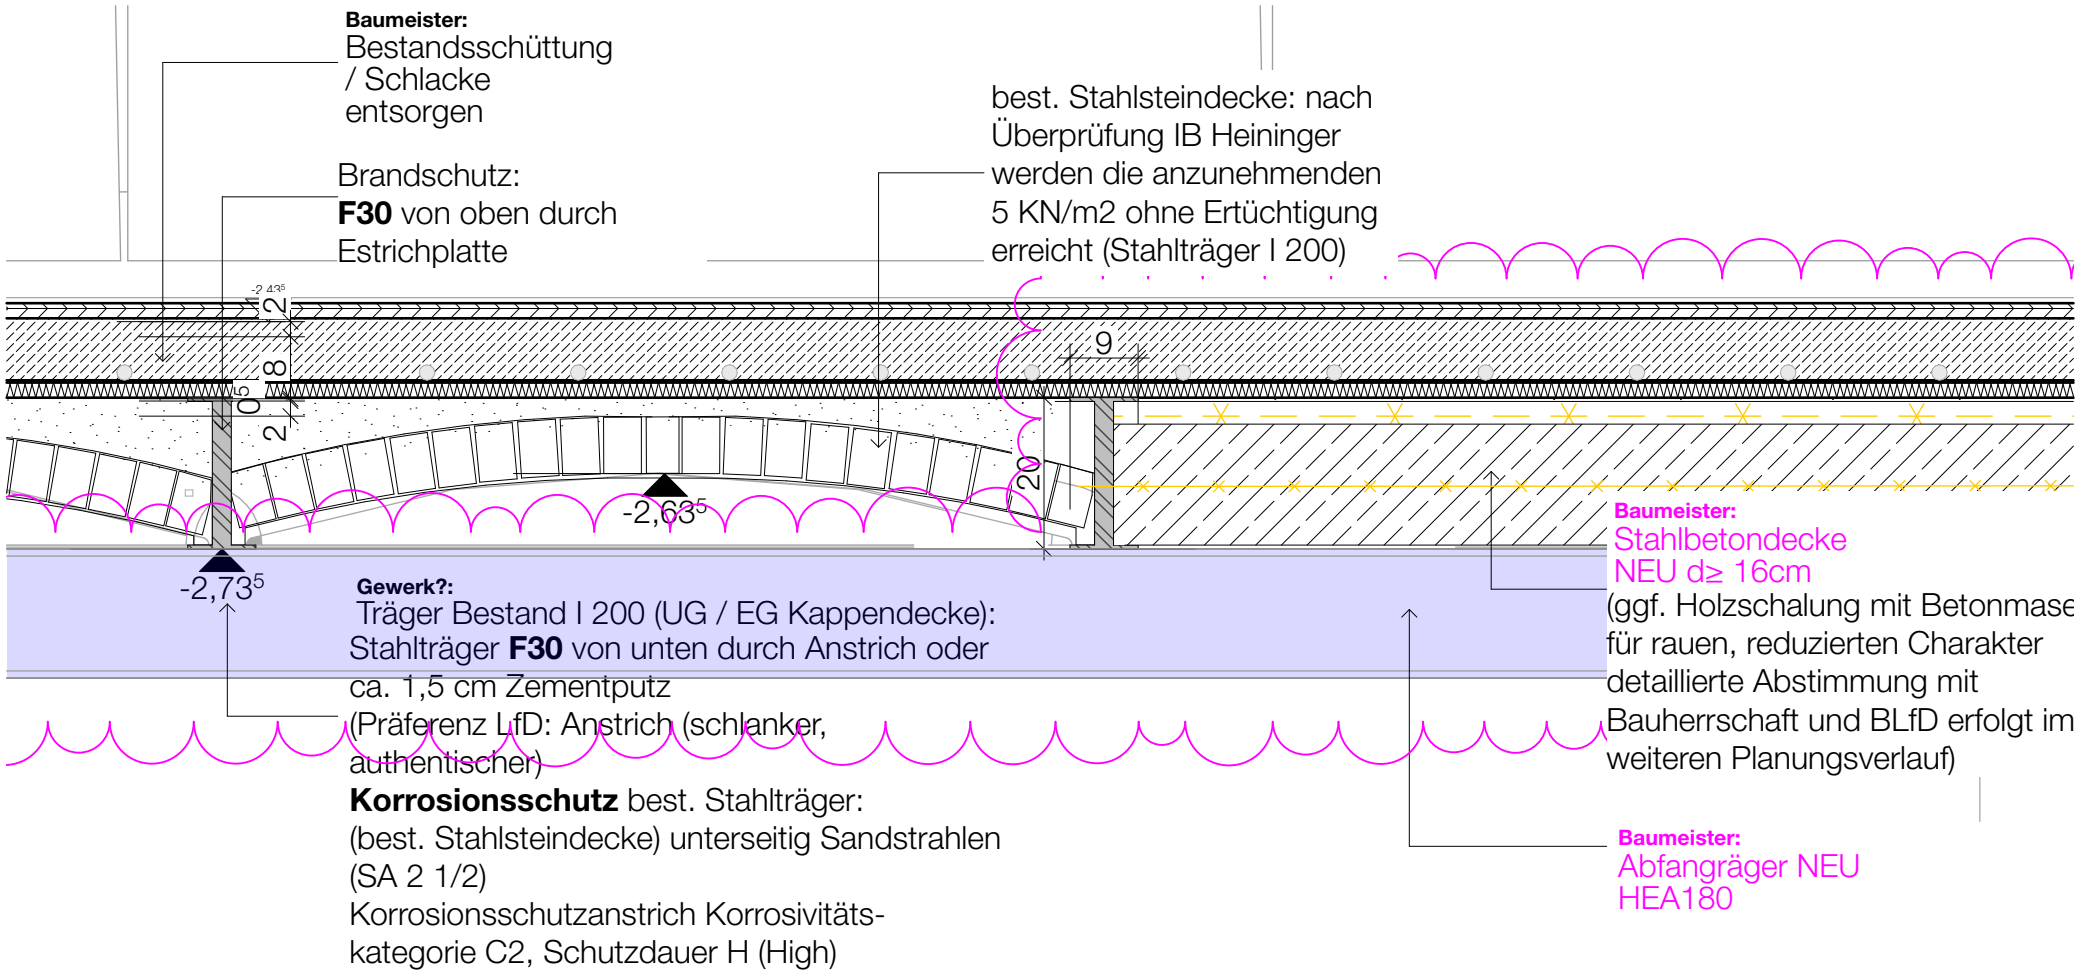 Baumeister:
Bestandsschüttung
/ Schlacke
entsorgen
Brandschutz:
F30 von oben durch
Estrichplatte
best. Stahlsteindecke: nach
Überprüfung IB Heininger
werden die anzunehmenden
5 KN/m2 ohne Ertüchtigung
erreicht (Stahlträger I 200)
-2,43⁵
2
8
0⁵
2
9
20
-2,63⁵
-2,73⁵
Gewerk?:
Träger Bestand I 200 (UG / EG Kappendecke):
Stahlträger F30 von unten durch Anstrich oder
ca. 1,5 cm Zementputz
(Präferenz LfD: Anstrich (schlanker,
authentischer)
Korrosionsschutz best. Stahlträger:
(best. Stahlsteindecke) unterseitig Sandstrahlen
(SA 2 1/2)
Korrosionsschutzanstrich Korrosivitäts-
kategorie C2, Schutzdauer H (High)
Baumeister:
Stahlbetondecke
NEU d≥ 16cm
(ggf. Holzschalung mit Betonmase
für rauen, reduzierten Charakter
detaillierte Abstimmung mit
Bauherrschaft und BLfD erfolgt im
weiteren Planungsverlauf)
Baumeister:
Abfangräger NEU
HEA180